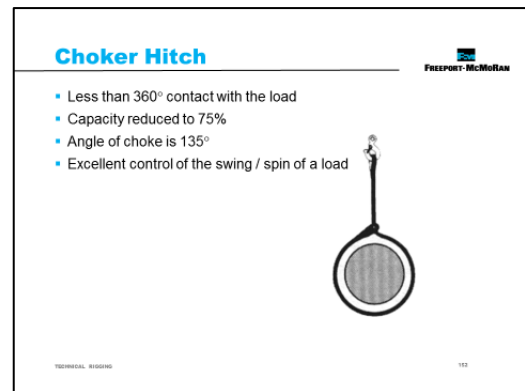 Choker Hitch
FCX
FREEPORT-MCMORAN
▪ Less than 360° contact with the load
▪ Capacity reduced to 75%
▪ Angle of choke is 135°
▪ Excellent control of the swing / spin of a load
TECHNICAL RIGGING
152